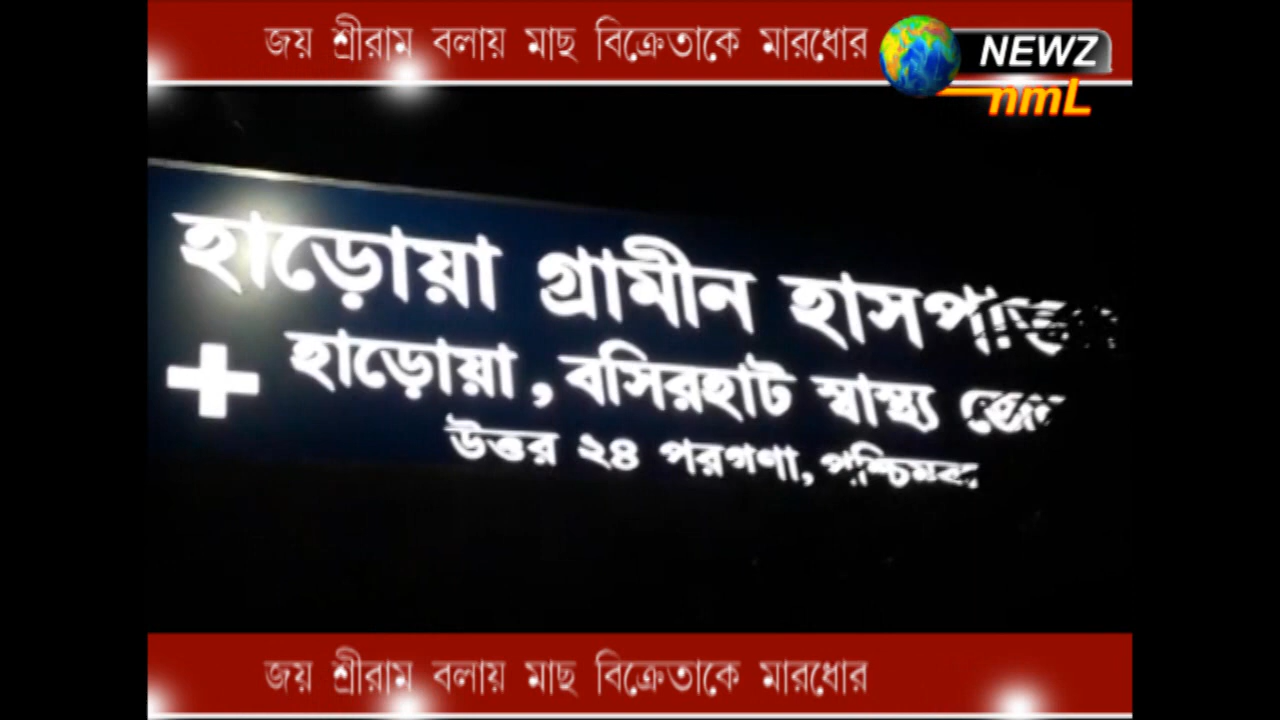 জয় শ্রীরাম বলায় মাছ বিক্রেতাকে মারধোর
NEWZ
nmL
হাড়োয়া গ্রামীন
হাড়োয়া, বসিরহাট স্বাস্থ্য
উত্তর ২৪ পরগণা,
জয় শ্রীরাম বলায় মাছ বিক্রেতাকে মারধোর